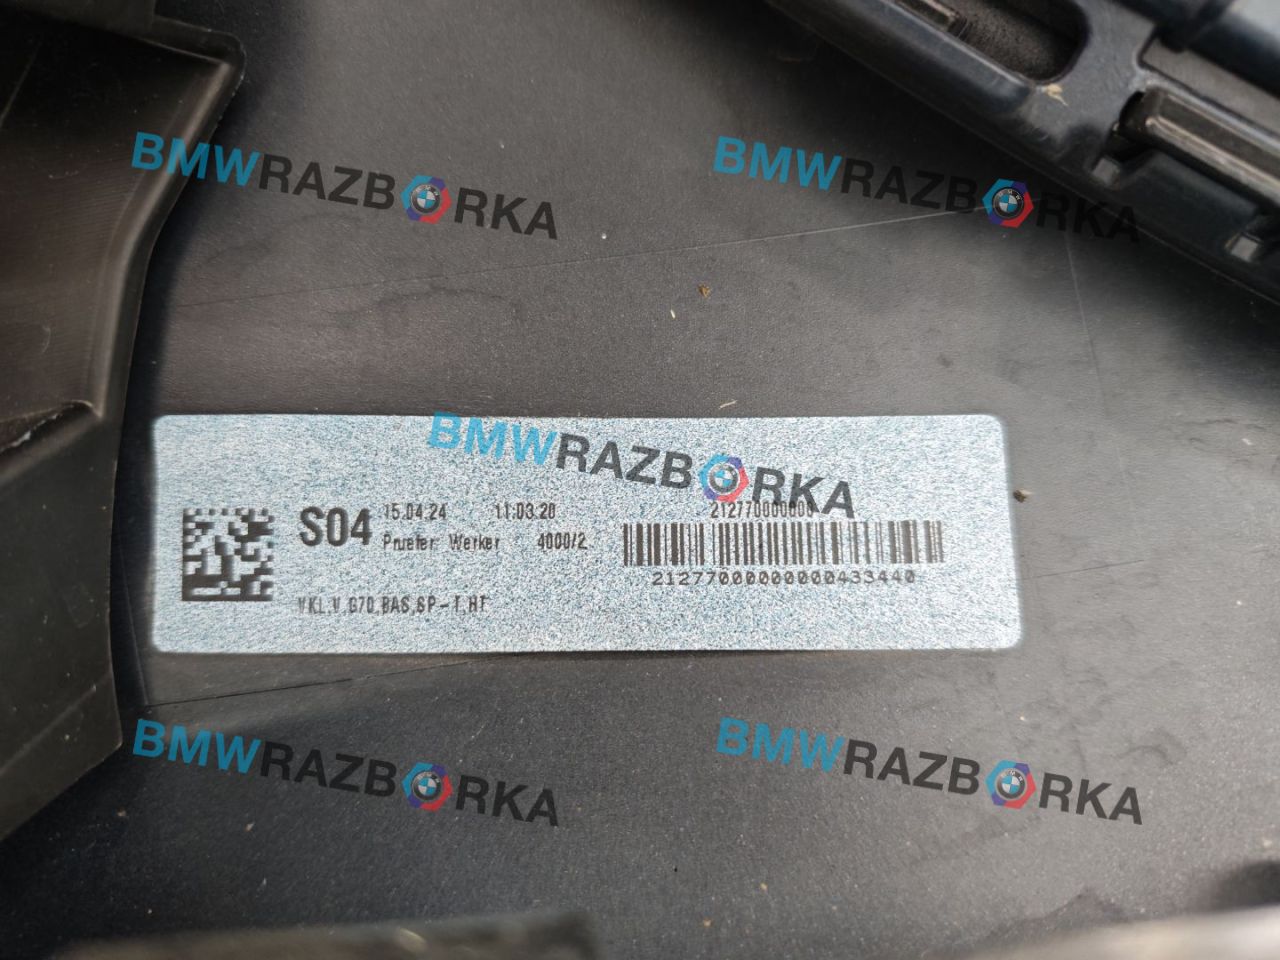 BMWRAZBORKA
BMWRAZBORKA
BMWRAZBORKA
S04
15.04.24 11:03:20
Pruefer: Werker 4000/2
VKL.V.G70,BAS,SP-T,HT
212770000000
21277000000000433440
BMWRAZBORKA
BMWRAZBORKA